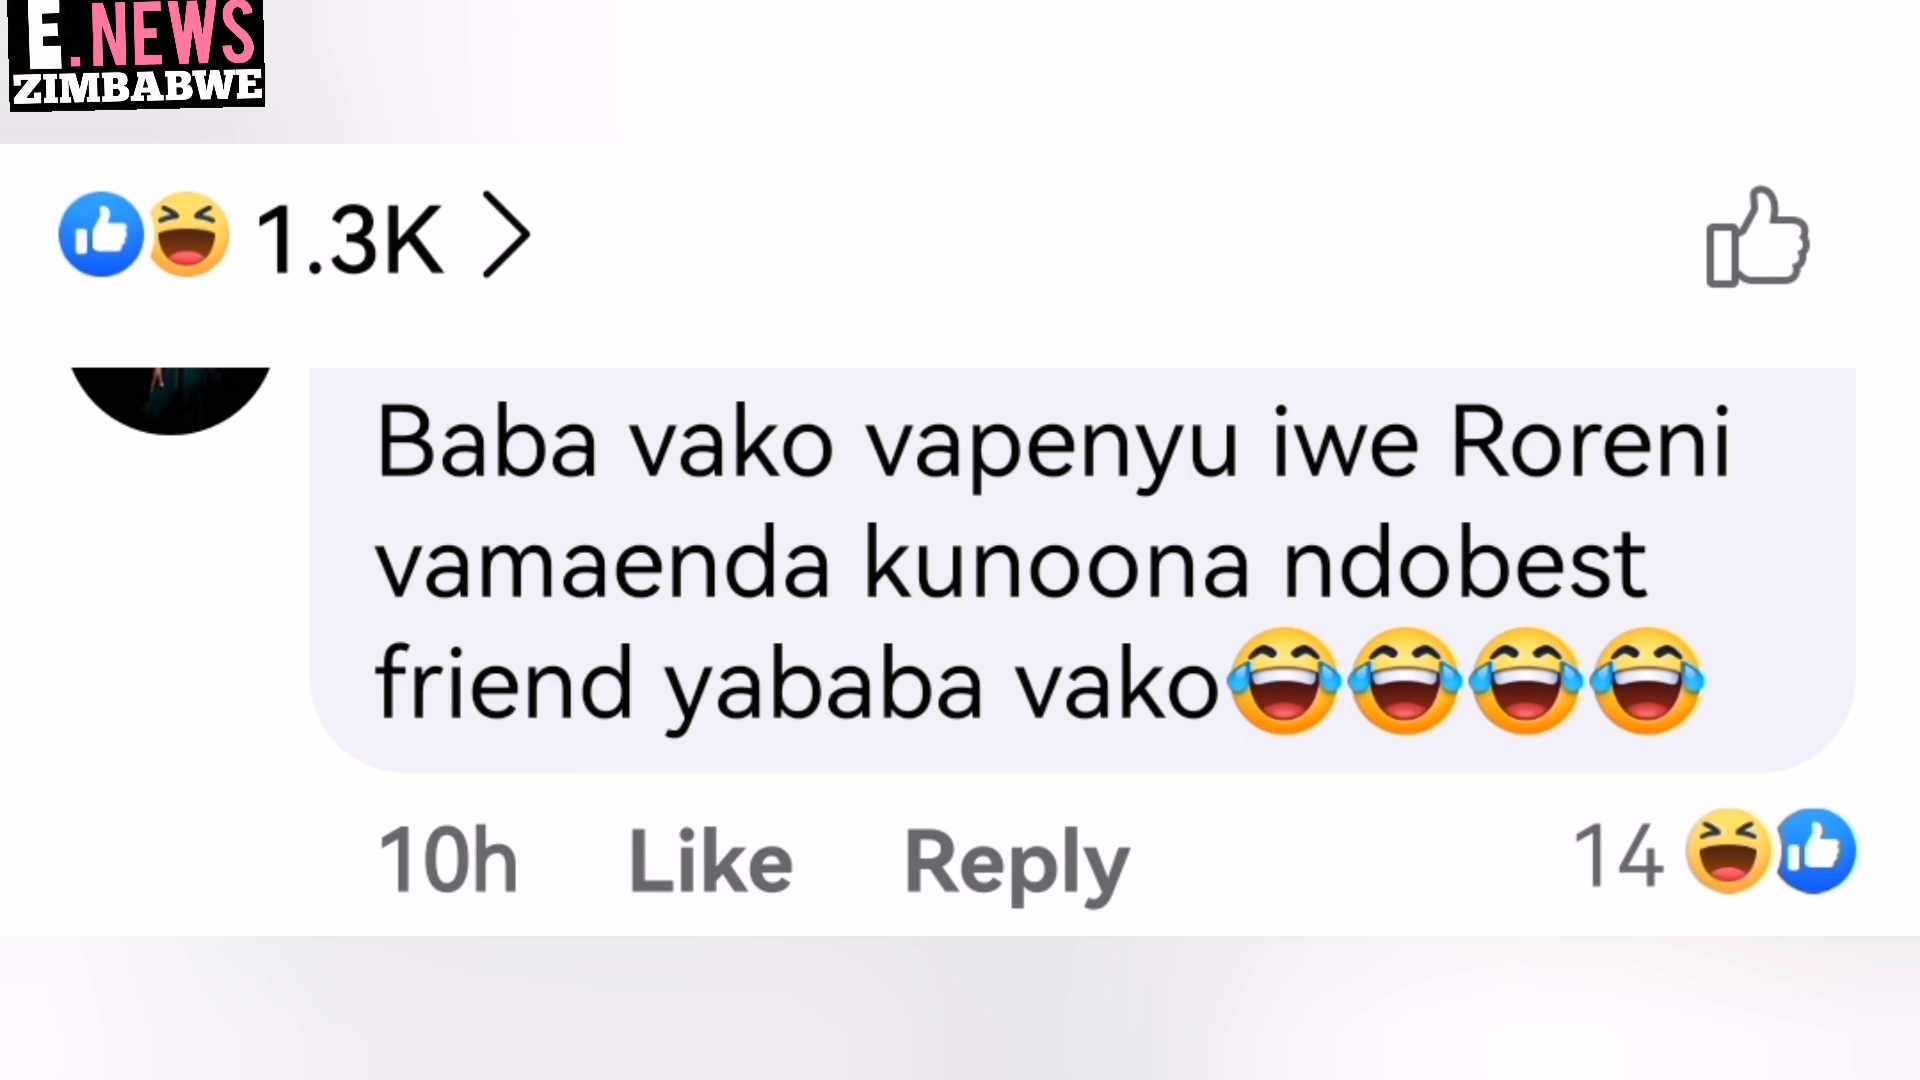 E.NEWS
ZIMBABWE
1.3K
Baba vako vapenyu iwe Roreni
vamaenda kunoona ndobest
friend yababa vako😂😂😂😂
10h Like Reply 14